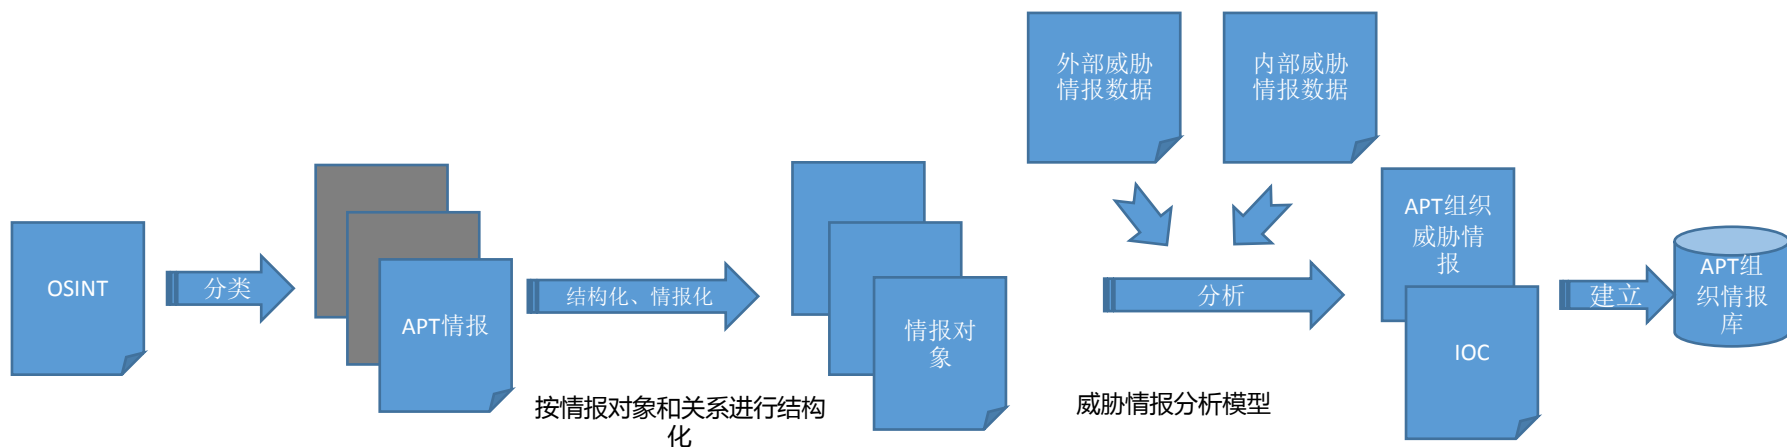 OSINT
分类
APT情报
结构化、情报化
按情报对象和关系进行结构
化
情报对
象
外部威胁
情报数据
内部威胁
情报数据
分析
威胁情报分析模型
APT组织
威胁情
报
IOC
建立
APT组
织情报
库